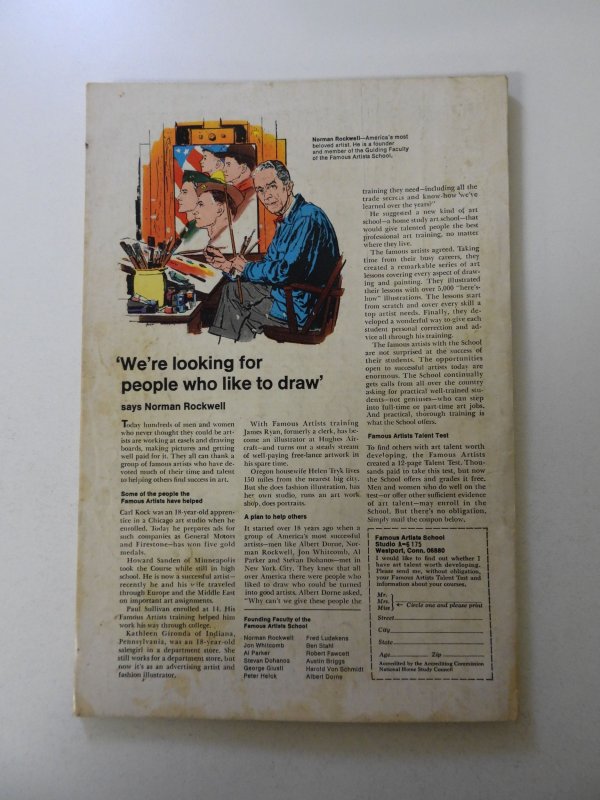 Norman Rockwell—America's most
beloved artist. He is a founder
and member of the Guiding Faculty
of the Famous Artists School.
'We're looking for
people who like to draw'
says Norman Rockwell
Today hundreds of men and women
who never thought they could be art-
ists are working at easels and drawing
boards, making pictures and getting
well paid for it. They all can thank a
group of famous artists who have de-
voted much of their time and talent
to helping others find success in art.
Some of the people the
Famous Artists have helped
Carl Kock was an 18-year-old appren-
tice in a Chicago art studio when he
enrolled. Today he prepares ads for
such companies as General Motors
and Firestone—has won five gold
medals.
Howard Sanden of Minneapolis
took the Course while still in high
school. He is now a successful artist—
recently he and his wife traveled
through Europe and the Middle East
on important art assignments.
Paul Sullivan enrolled at 14. His
Famous Artists training helped him
work his way through college.
Kathleen Gironda of Indiana,
Pennsylvania, was an 18-year-old
salesgirl in a department store. She
still works for a department store, but
now it's as an advertising artist and
fashion illustrator.
With Famous Artists training
James Ryan, formerly a clerk, has be-
come an illustrator at Hughes Air-
craft—and turns out a steady stream
of well-paying free-lance artwork in
his spare time.
Oregon housewife Helen Tryk lives
150 miles from the nearest big city.
But she does fashion illustration, has
her own studio, runs an art work
shop, does portraits.
A plan to help others
It started over 18 years ago when a
group of America's most successful
artists—men like Albert Dorne, Nor-
man Rockwell, Jon Whitcomb, Al
Parker and Stevan Dohanos—met in
New York City. They knew that all
over America there were people who
liked to draw who could be turned
into good artists. Albert Dorne asked,
"Why can't we give these people the
Founding Faculty of the
Famous Artists School
Norman Rockwell
Jon Whitcomb
Al Parker
Stevan Dohanos
George Giusti
Peter Helck
Fred Ludekens
Ben Stahl
Robert Fawcett
Austin Briggs
Harold Von Schmidt
Albert Dorne
training they need—including all the
trade secrets and know-how we've
learned over the years?"
He suggested a new kind of art
school—a home study art school—that
would give talented people the best
professional art training, no matter
where they live.
The famous artists agreed. Taking
time from their busy careers, they
created a remarkable series of art
lessons covering every aspect of draw-
ing and painting. They illustrated
their lessons with over 5,000 "here's-
how" illustrations. The lessons start
from scratch and cover every skill a
top artist needs. Finally, they de-
veloped a wonderful way to give each
student personal correction and ad-
vice all through his training.
The famous artists with the School
are not surprised at the success of
their students. The opportunities
open to successful artists today are
enormous. The School continually
gets calls from all over the country
asking for practical well-trained stu-
dents—not geniuses—who can step
into full-time or part-time art jobs.
And practical, thorough training is
what the School offers.
Famous Artists Talent Test
To find others with art talent worth
developing, the Famous Artists
created a 12-page Talent Test. Thou-
sands paid to take this test, but now
the School offers and grades it free.
Men and women who do well on the
test—or offer other sufficient evidence
of art talent—may enroll in the
School. But there's no obligation.
Simply mail the coupon below.
Famous Artists School
Westport, Conn. 06880
I would like to find out whether I
have art talent worth developing.
Please send me, without obligation,
your Famous Artists Talent Test and
information about your courses.
Mr.
Mrs.
Miss
← Circle one and please print
Street
City
State
Age Zip
Accredited by the Accrediting Commission
National Home Study Council